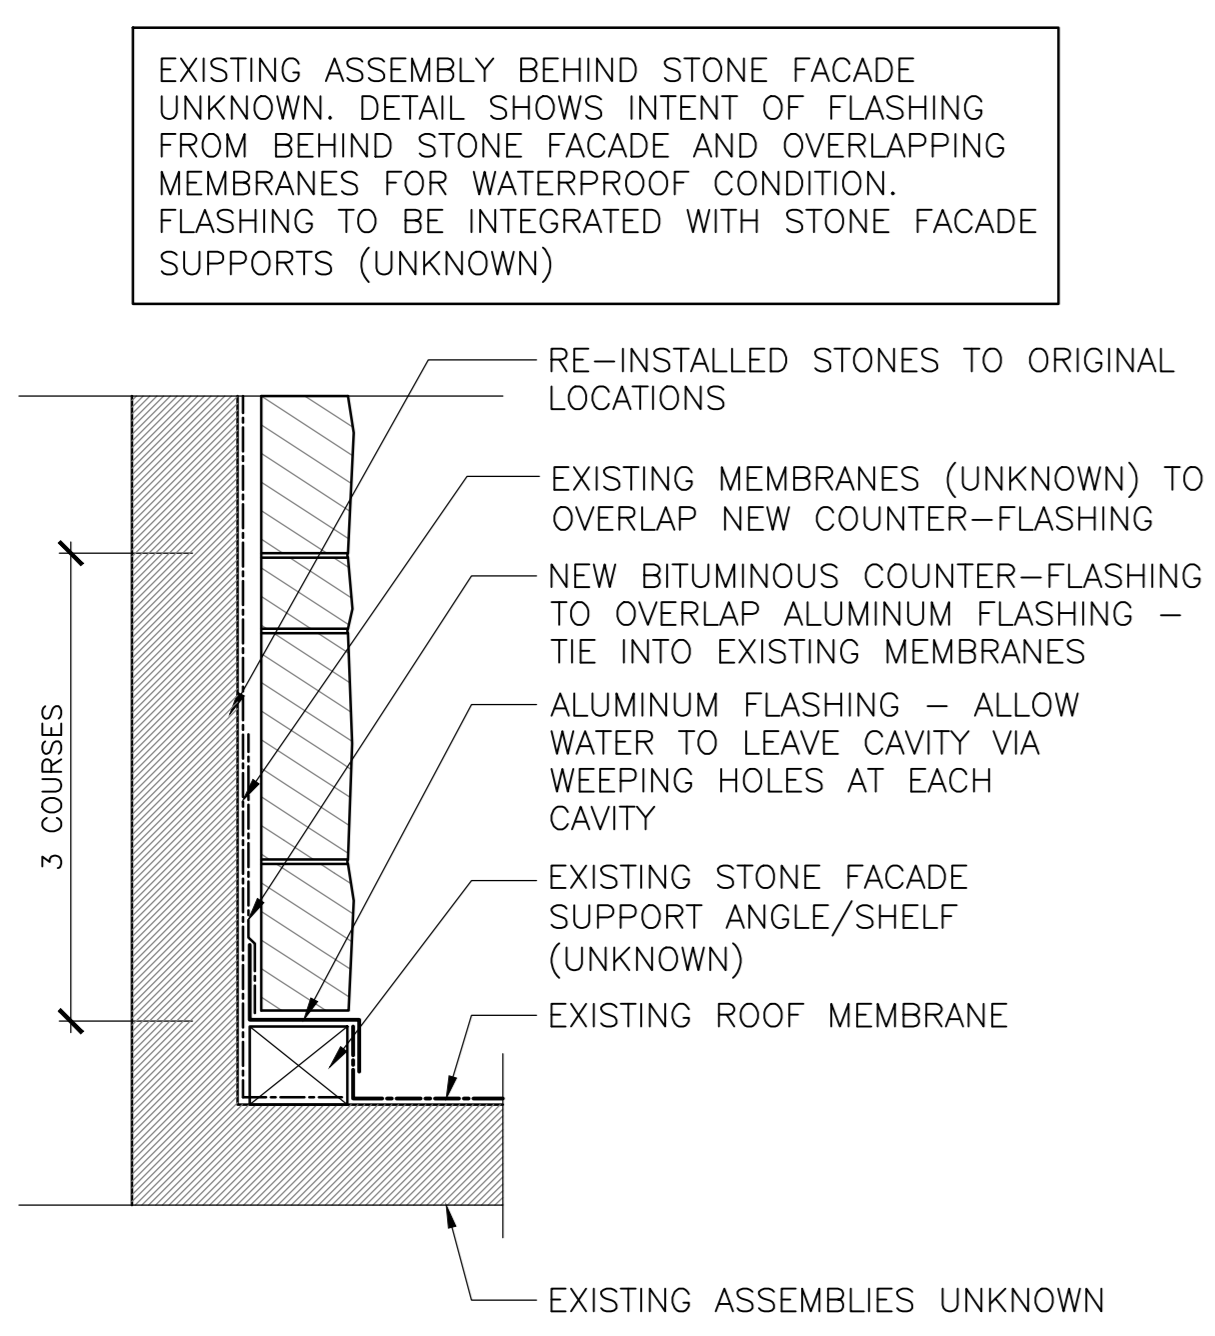 EXISTING ASSEMBLY BEHIND STONE FACADE
UNKNOWN. DETAIL SHOWS INTENT OF FLASHING
FROM BEHIND STONE FACADE AND OVERLAPPING
MEMBRANES FOR WATERPROOF CONDITION.
FLASHING TO BE INTEGRATED WITH STONE FACADE
SUPPORTS (UNKNOWN)
RE-INSTALLED STONES TO ORIGINAL
LOCATIONS
EXISTING MEMBRANES (UNKNOWN) TO
OVERLAP NEW COUNTER-FLASHING
NEW BITUMINOUS COUNTER-FLASHING
TO OVERLAP ALUMINUM FLASHING –
TIE INTO EXISTING MEMBRANES
ALUMINUM FLASHING – ALLOW
WATER TO LEAVE CAVITY VIA
WEEPING HOLES AT EACH
CAVITY
3 COURSES
EXISTING STONE FACADE
SUPPORT ANGLE/SHELF
(UNKNOWN)
EXISTING ROOF MEMBRANE
EXISTING ASSEMBLIES UNKNOWN